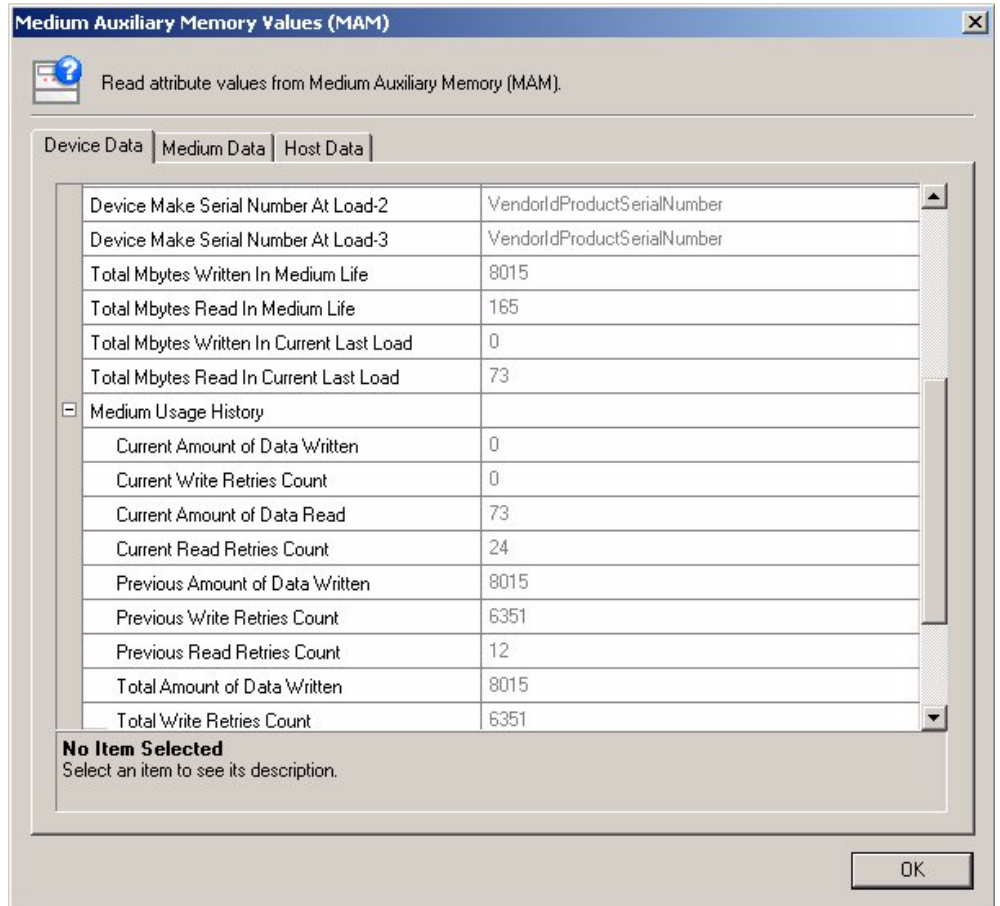 Medium Auxiliary Memory Values (MAM)
Read attribute values from Medium Auxiliary Memory (MAM).
Device Data Medium Data Host Data
Device Make Serial Number At Load-2 VendorIdProductSerialNumber
Device Make Serial Number At Load-3 VendorIdProductSerialNumber
Total Mbytes Written In Medium Life 8015
Total Mbytes Read In Medium Life 165
Total Mbytes Written In Current Last Load 0
Total Mbytes Read In Current Last Load 73
Medium Usage History
Current Amount of Data Written 0
Current Write Retries Count 0
Current Amount of Data Read 73
Current Read Retries Count 24
Previous Amount of Data Written 8015
Previous Write Retries Count 6351
Previous Read Retries Count 12
Total Amount of Data Written 8015
Total Write Retries Count 6351
No Item Selected
Select an item to see its description.
OK